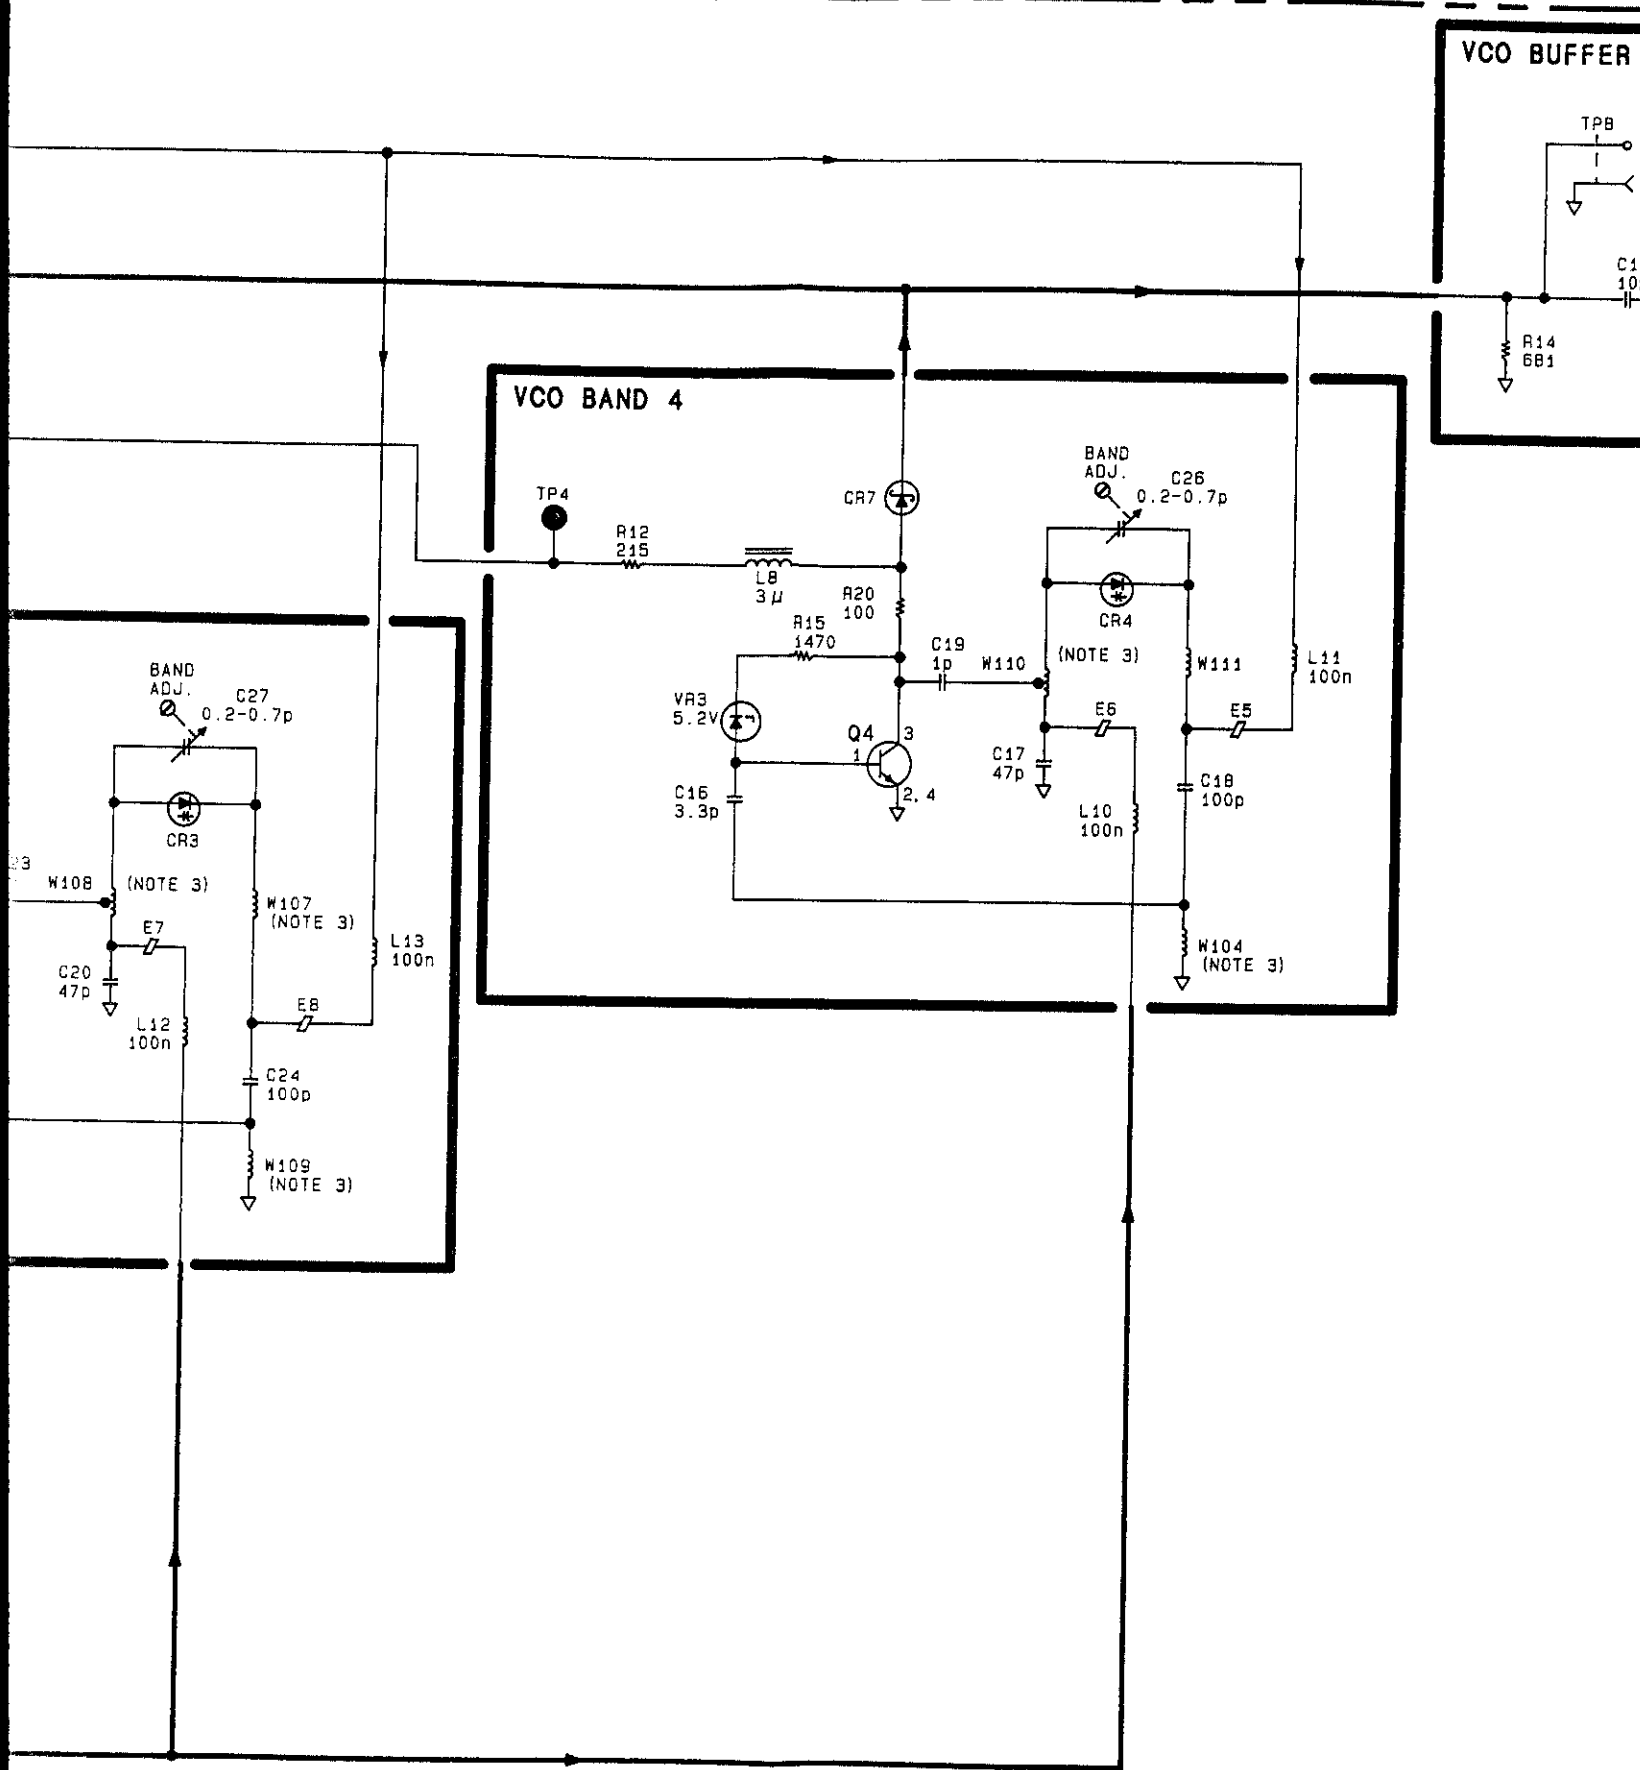 VCO BUFFER
TP8
C1
10
R14
681
VCO BAND 4
TP4
R12
215
L8
3µ
CR7
R20
100
R15
1470
VR3
5.2V
C16
3.3p
Q4
1
3
2,4
C19
1p
W110
(NOTE 3)
BAND
ADJ.
C26
0.2-0.7p
CR4
W111
L11
100n
E6
E5
C17
47p
L10
100n
C18
100p
W104
(NOTE 3)
BAND
ADJ.
C27
0.2-0.7p
CR3
23
W108
(NOTE 3)
W107
(NOTE 3)
E7
L13
100n
C20
47p
L12
100n
E8
C24
100p
W109
(NOTE 3)